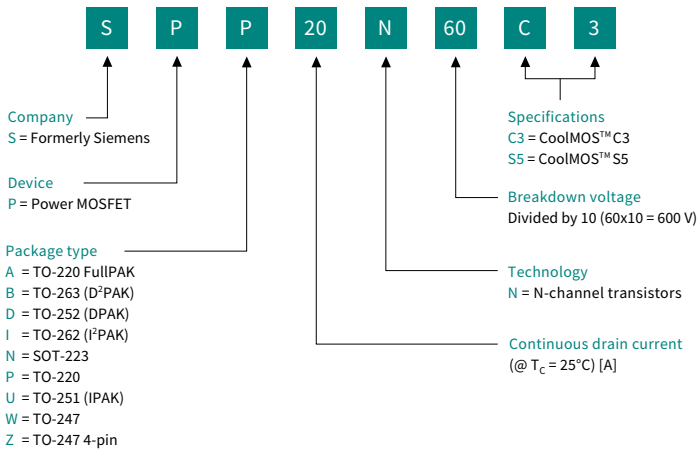 S P P 20 N 60 C 3
Company
S = Formerly Siemens
Device
P = Power MOSFET
Package type
A = TO-220 FullPAK
B = TO-263 (D²PAK)
D = TO-252 (DPAK)
I = TO-262 (I²PAK)
N = SOT-223
P = TO-220
U = TO-251 (IPAK)
W = TO-247
Z = TO-247 4-pin
Specifications
C3 = CoolMOS™ C3
S5 = CoolMOS™ S5
Breakdown voltage
Divided by 10 (60x10 = 600 V)
Technology
N = N-channel transistors
Continuous drain current
(@ T_C = 25°C) [A]